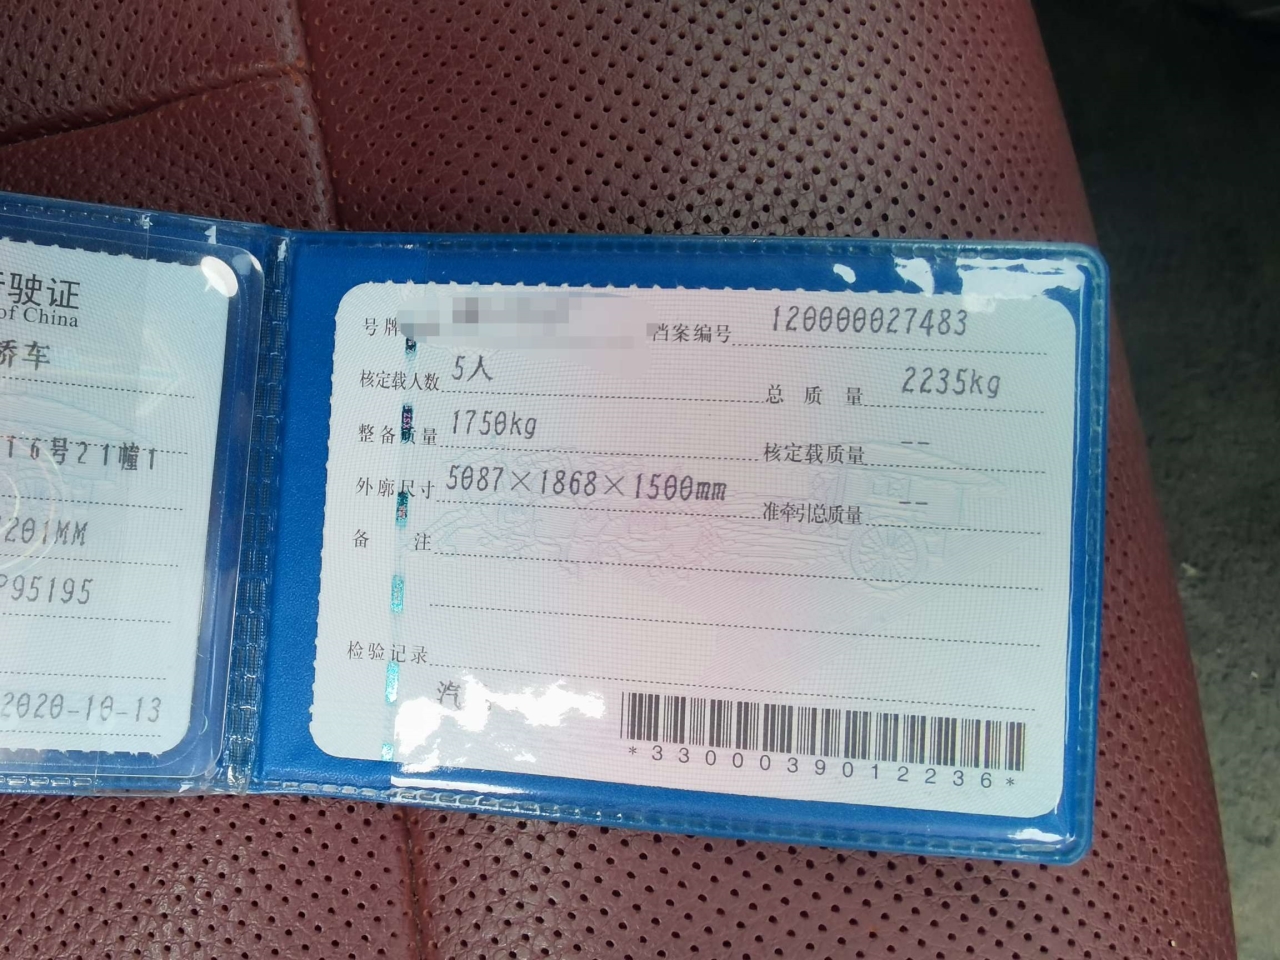 驶证
of China
轿车
16号21幢1
201MM
P95195
2020-10-13
号牌
档案编号 120000027483
核定载人数 5人
总质量 2235kg
整备质量 1750kg
核定载质量 --
外廓尺寸 5087×1868×1500mm
准牵引总质量 --
备注
检验记录
汽
*3300039012236*